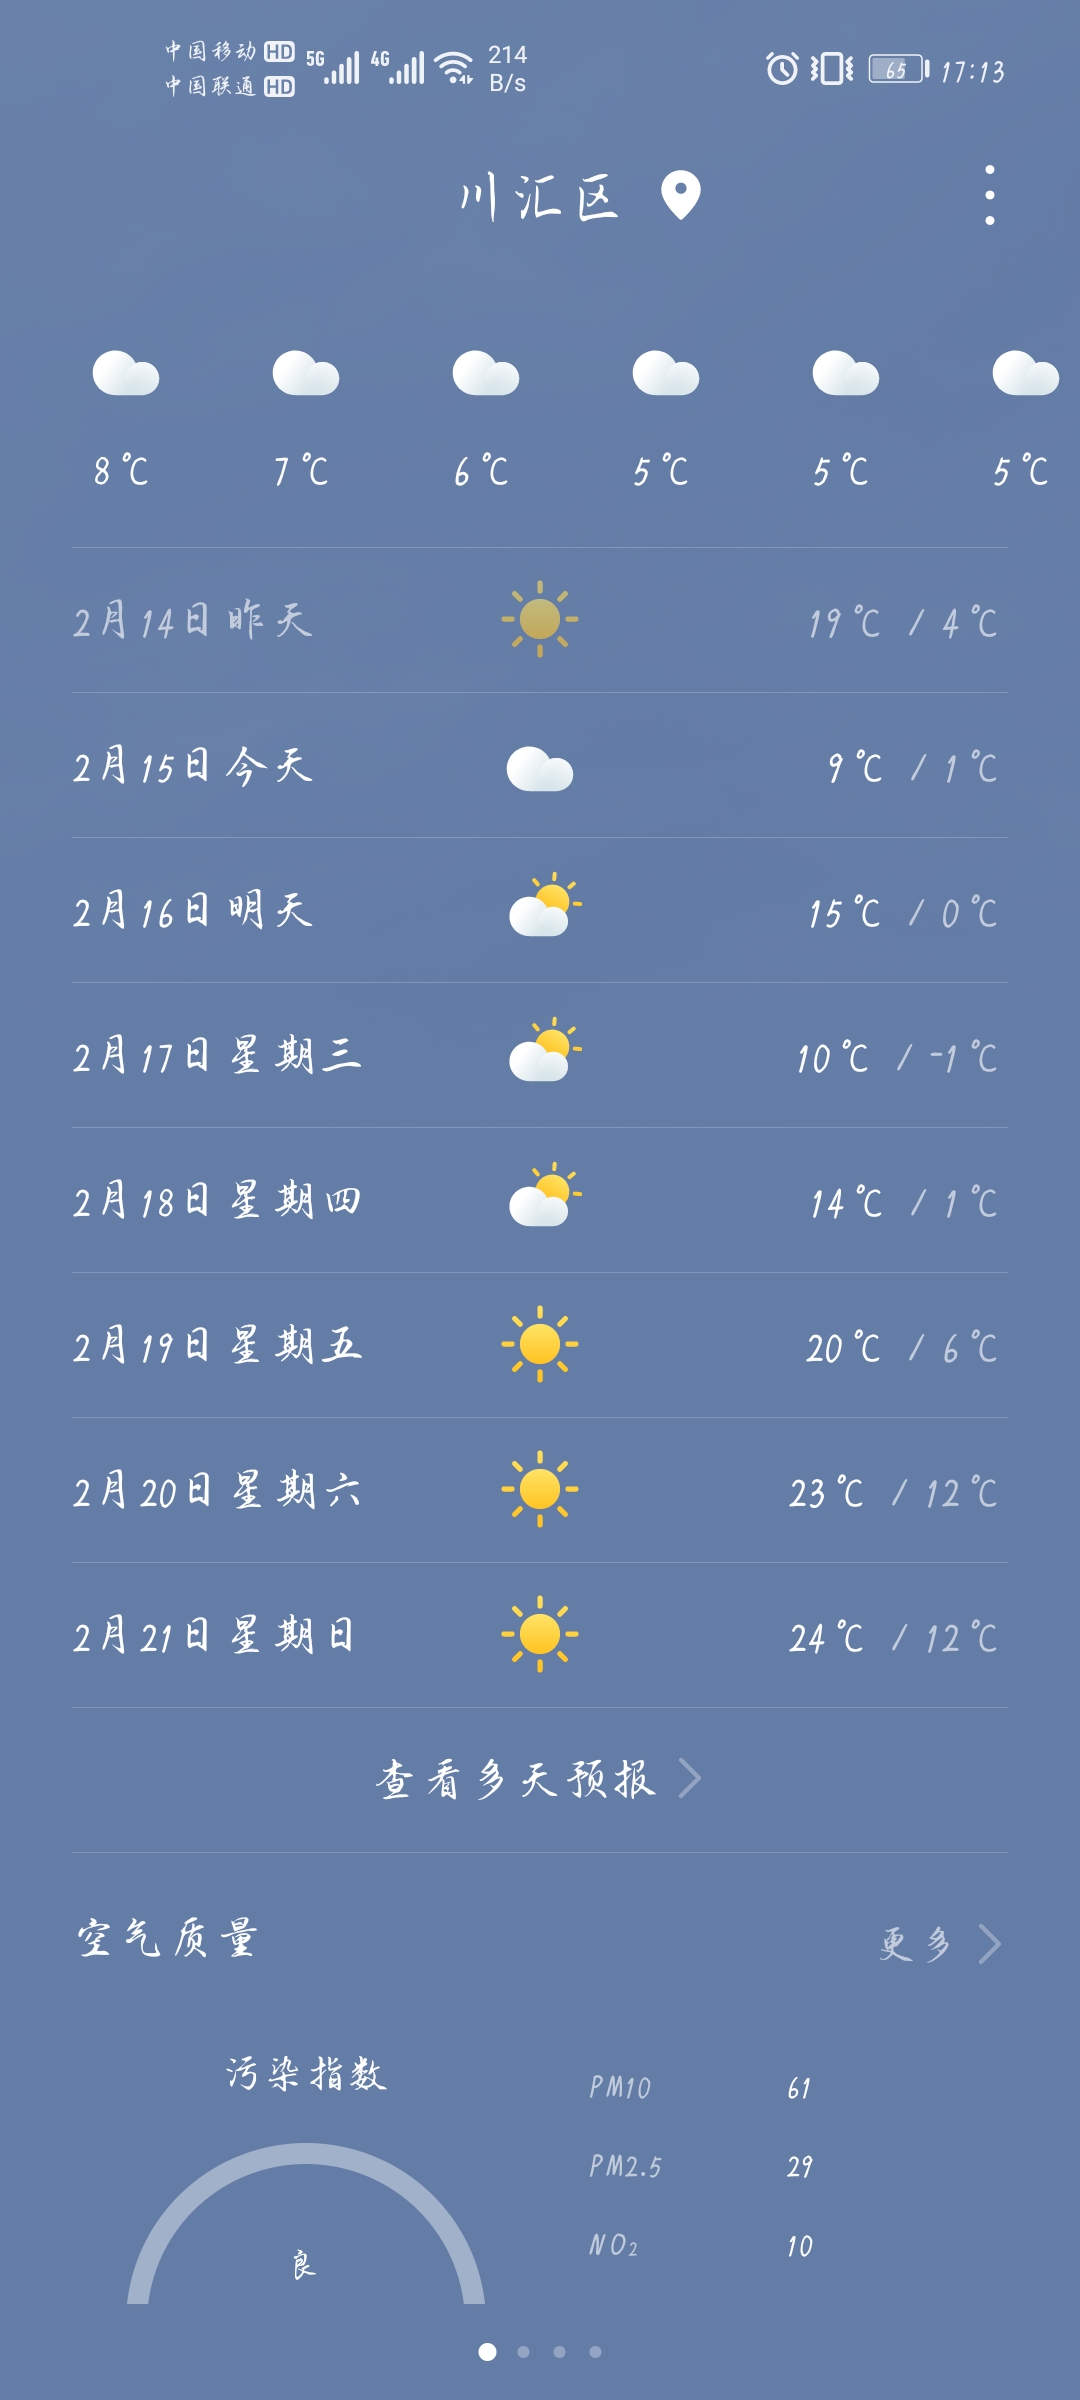 中国移动 HD 5G 4G 214 B/s 65 17:13
中国联通 HD
川汇区
8℃ 7℃ 6℃ 5℃ 5℃ 5℃
2月14日 昨天 19℃ / 4℃
2月15日 今天 9℃ / 1℃
2月16日 明天 15℃ / 0℃
2月17日 星期三 10℃ / -1℃
2月18日 星期四 14℃ / 1℃
2月19日 星期五 20℃ / 6℃
2月20日 星期六 23℃ / 12℃
2月21日 星期日 24℃ / 12℃
查看多天预报
空气质量 更多
污染指数
良
PM10 61
PM2.5 29
NO₂ 10